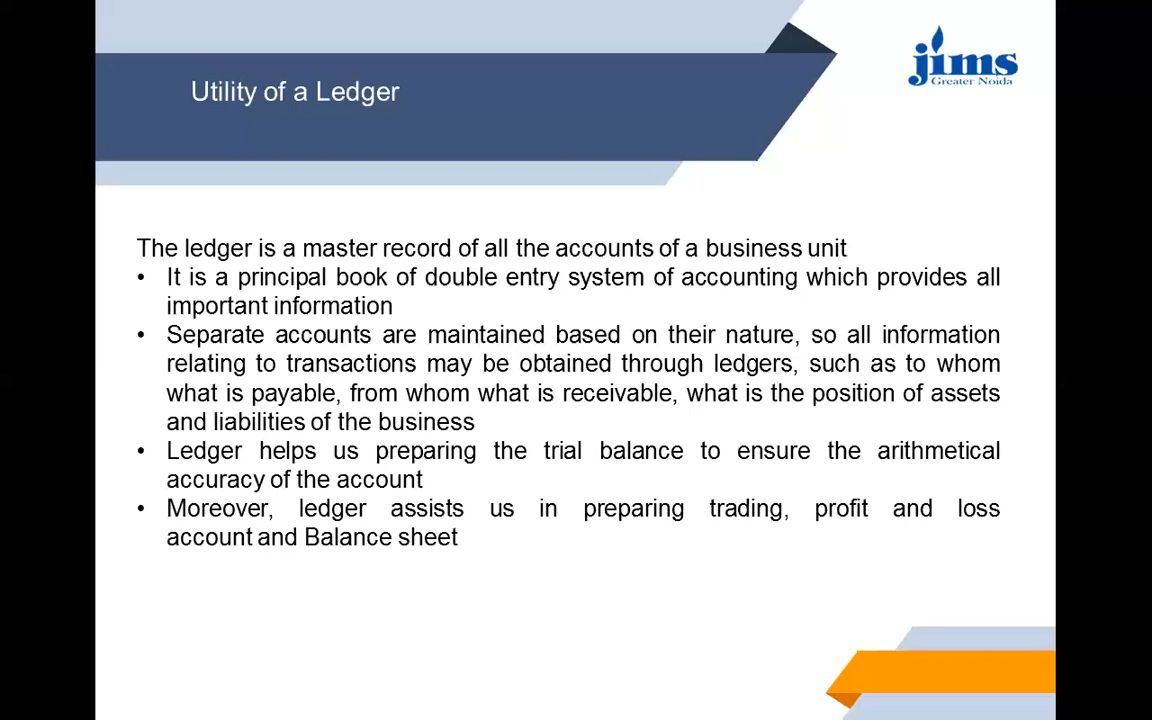 jims
Greater Noida
Utility of a Ledger
The ledger is a master record of all the accounts of a business unit
• It is a principal book of double entry system of accounting which provides all
important information
• Separate accounts are maintained based on their nature, so all information
relating to transactions may be obtained through ledgers, such as to whom
what is payable, from whom what is receivable, what is the position of assets
and liabilities of the business
• Ledger helps us preparing the trial balance to ensure the arithmetical
accuracy of the account
• Moreover, ledger assists us in preparing trading, profit and loss
account and Balance sheet